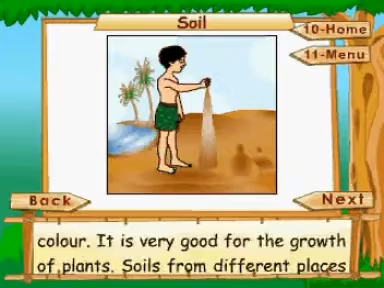 Soil
10-Home
11-Menu
Back
Next
colour. It is very good for the growth
of plants. Soils from different places